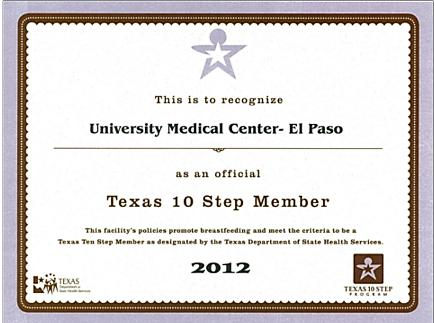 This is to recognize
University Medical Center- El Paso
as an official
Texas 10 Step Member
This facility's policies promote breastfeeding and meet the criteria to be a
Texas Ten Step Member as designated by the Texas Department of State Health Services.
2012
TEXAS
Department of
State Health Services
TEXAS 10 STEP
PROGRAM